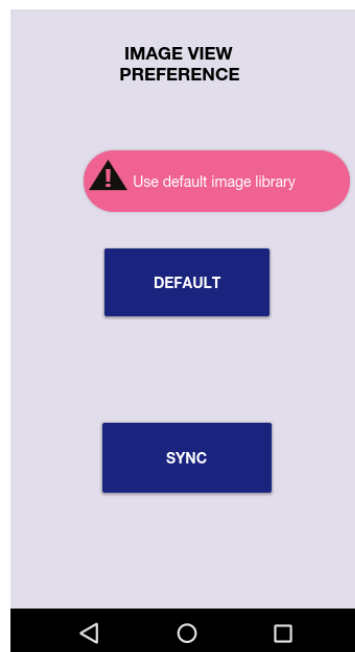 IMAGE VIEW
PREFERENCE
Use default image library
DEFAULT
SYNC